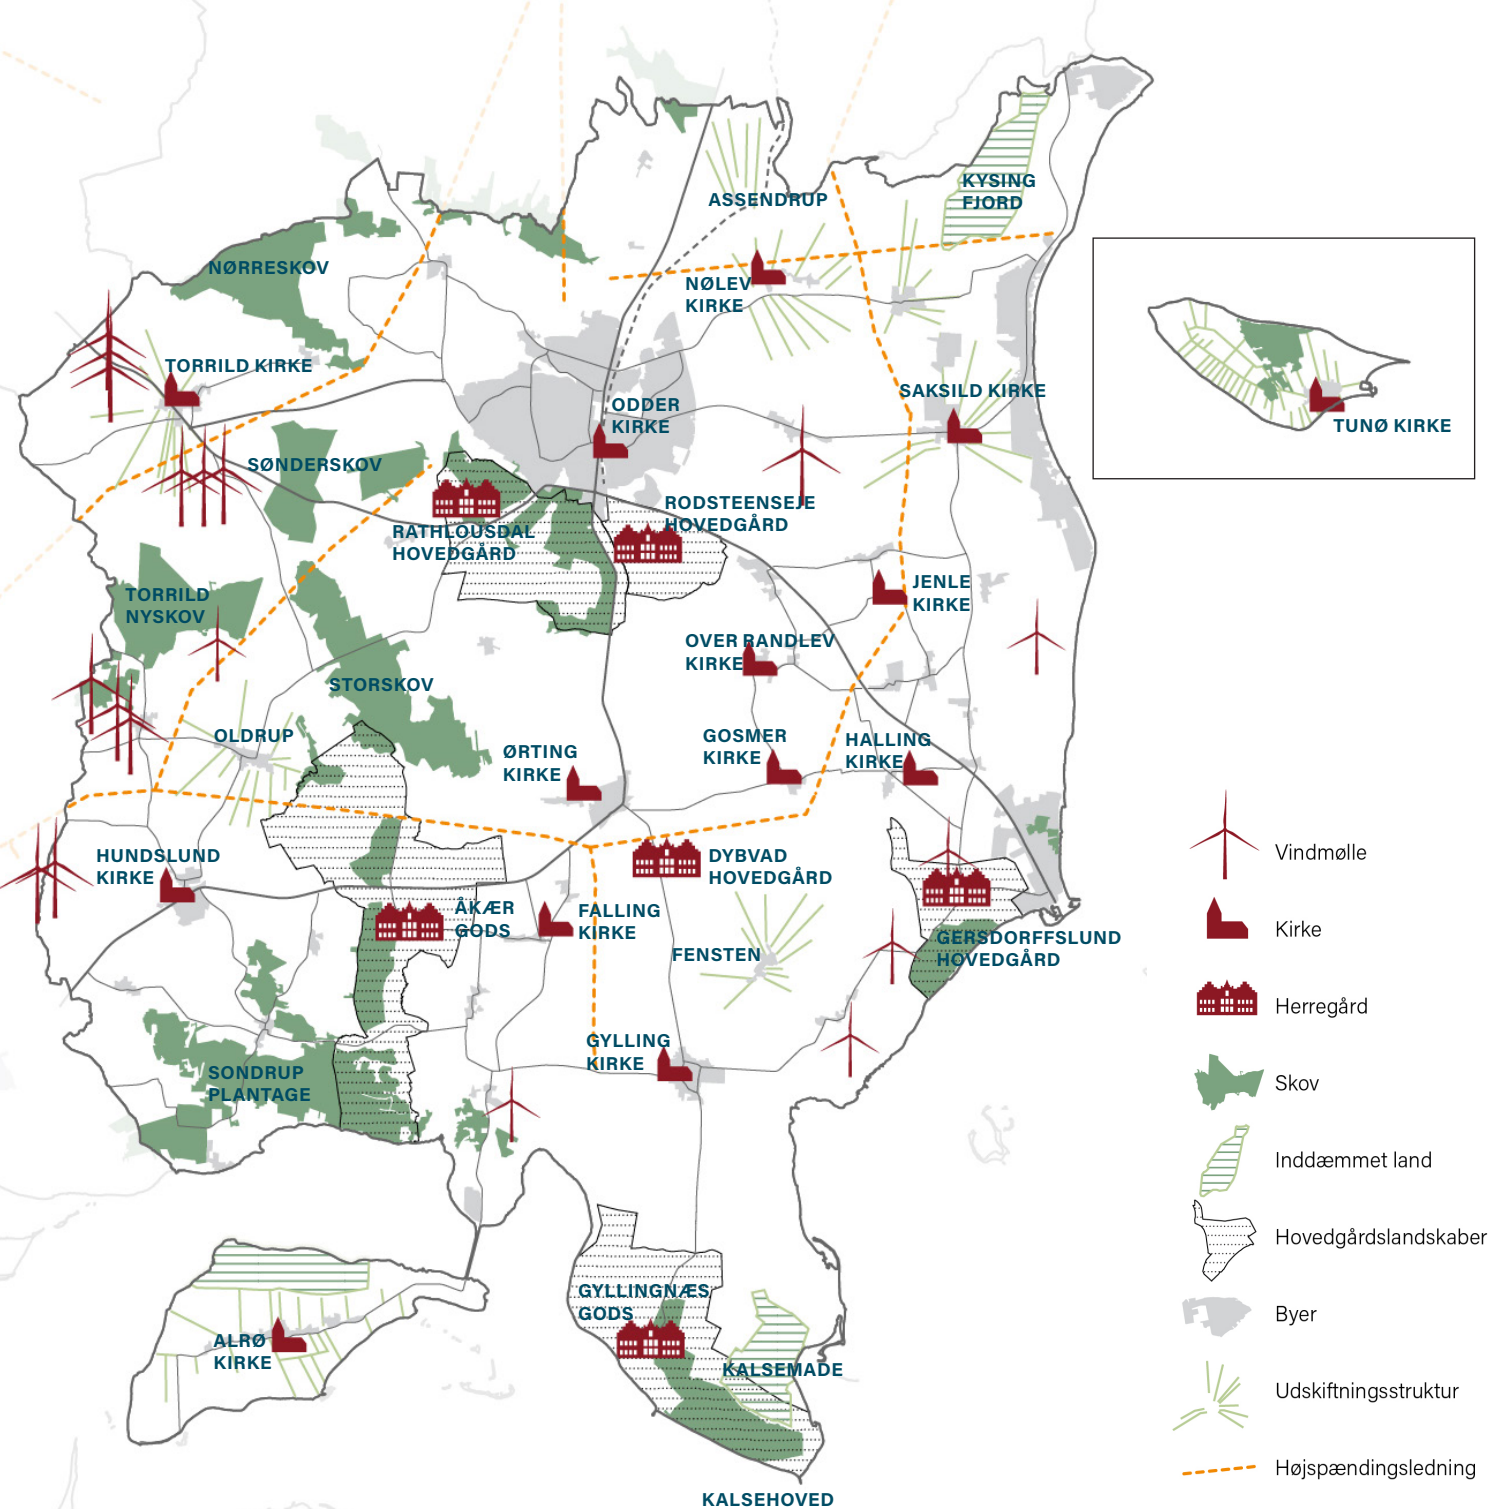 ASSENDRUP
KYSING
FJORD
NØRRESKOV
NØLEV
KIRKE
TORRILD KIRKE
SAKSILD KIRKE
ODDER
KIRKE
TUNØ KIRKE
SØNDERSKOV
RODSTEENSEJE
HOVEDGÅRD
RATHLOUSDAL
HOVEDGÅRD
TORRILD
NYSKOV
JENLE
KIRKE
OVER RANDLEV
KIRKE
STORSKOV
OLDRUP
ØRTING
KIRKE
GOSMER
KIRKE
HALLING
KIRKE
HUNDSLUND
KIRKE
DYBVAD
HOVEDGÅRD
ÅKÆR
GODS
FALLING
KIRKE
FENSTEN
GERSDORFFSLUND
HOVEDGÅRD
GYLLING
KIRKE
SONDRUP
PLANTAGE
GYLLINGNÆS
GODS
ALRØ
KIRKE
KALSEMADE
KALSEHOVED
Vindmølle
Kirke
Herregård
Skov
Inddæmmet land
Hovedgårdslandskaber
Byer
Udskiftningsstruktur
Højspændingsledning